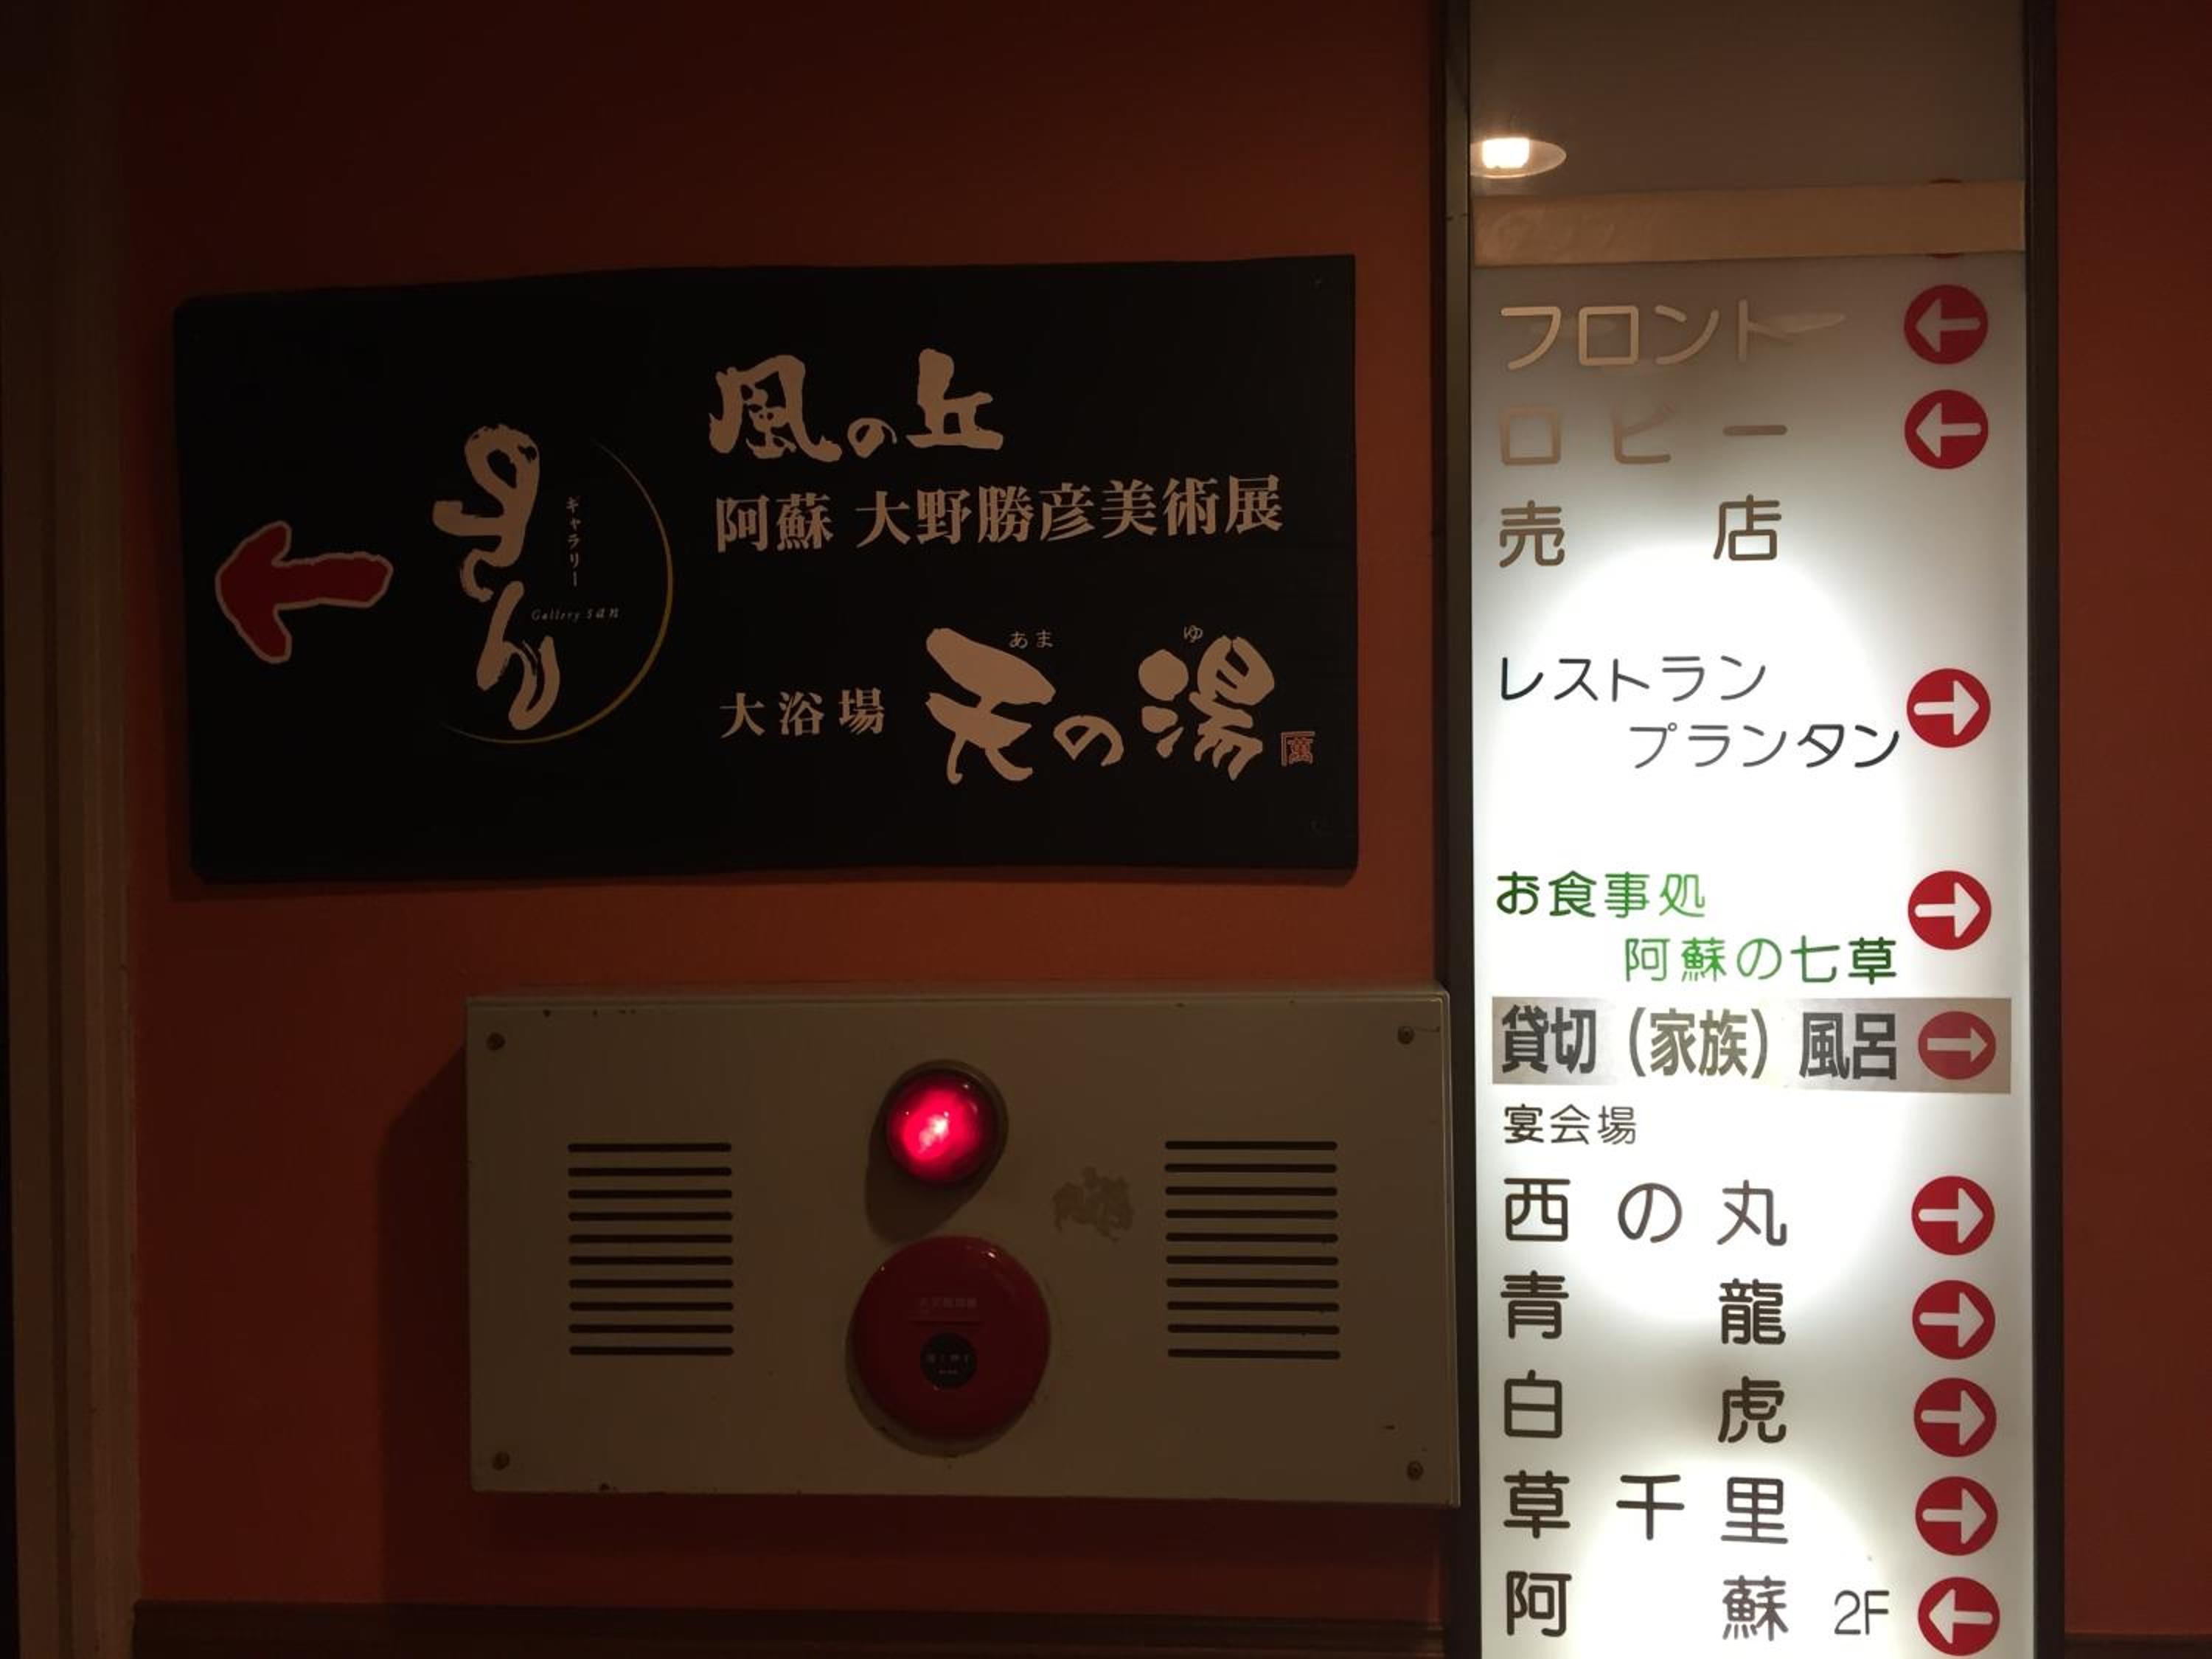 さん
ギャラリー
Gallery San
風の丘
阿蘇 大野勝彦美術展
大浴場 天の湯
あま ゆ
フロント
ロビー
売店
レストラン
プランタン
お食事処
阿蘇の七草
貸切（家族）風呂
宴会場
西の丸
青龍
白虎
草千里
阿蘇 2F